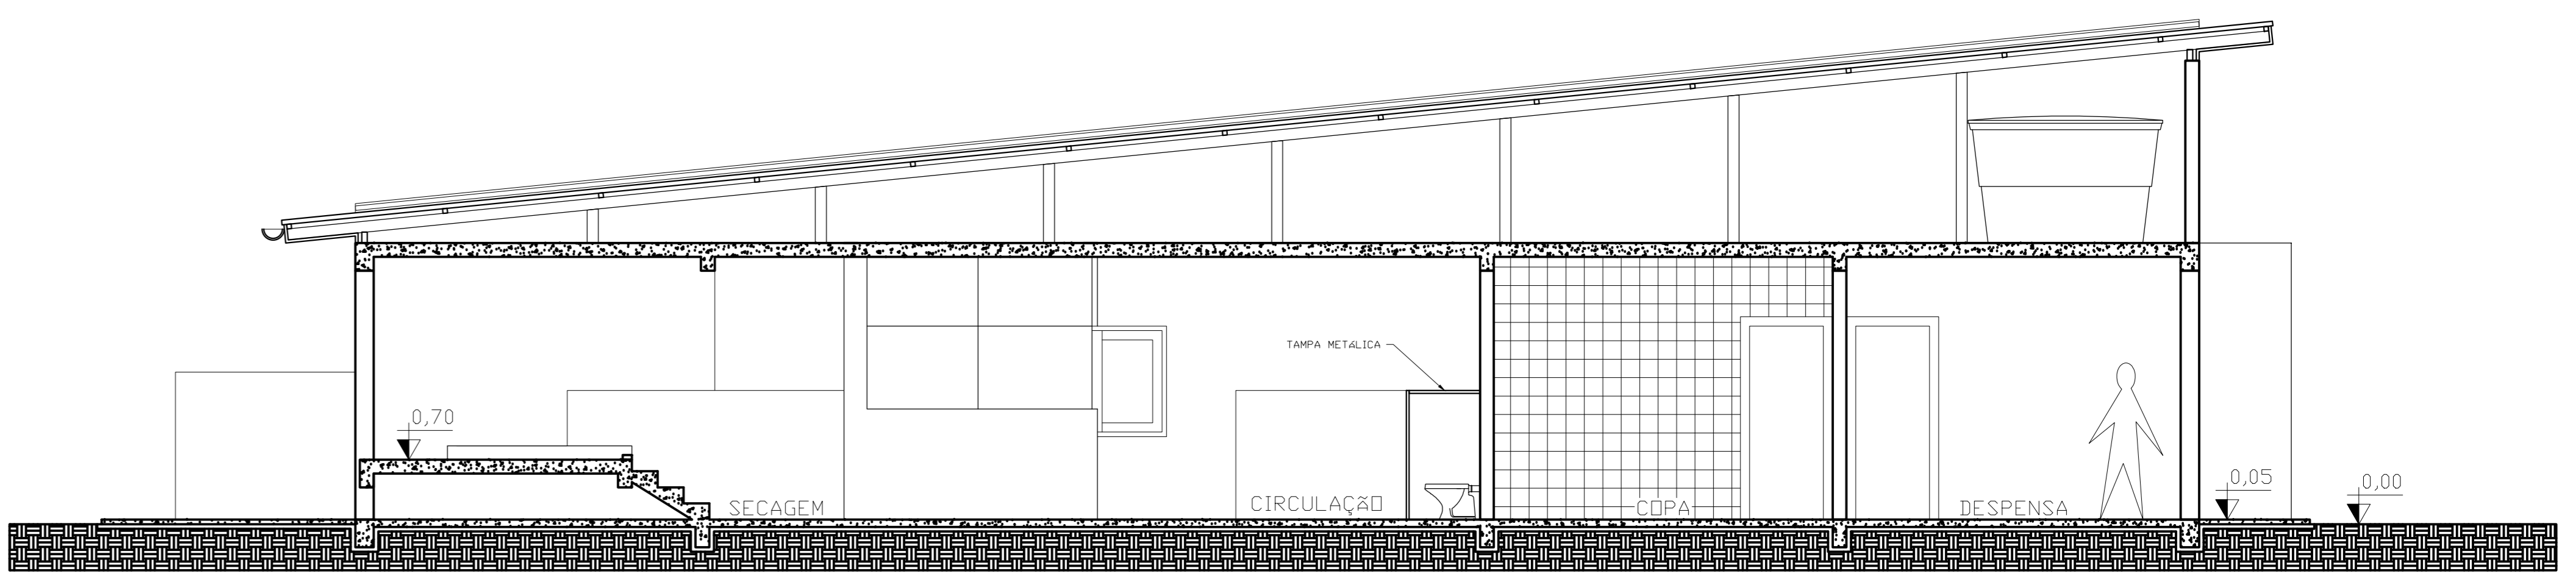 TAMPA METÁLICA
0,70
SECAGEM
CIRCULAÇÃO
COPA
DESPENSA
0,05
0,00